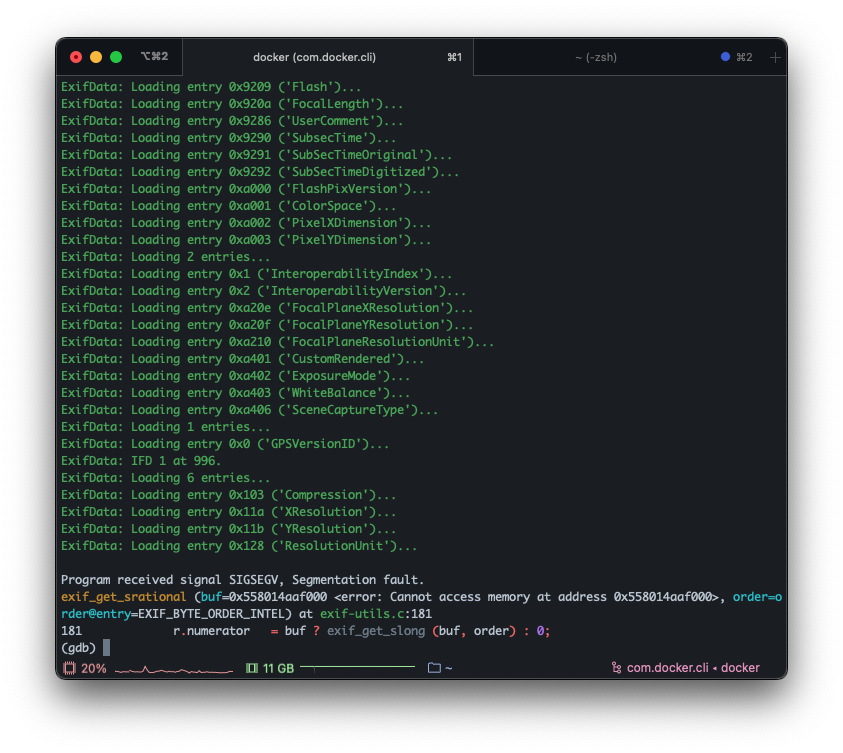 ⌥⌘2
docker (com.docker.cli) ⌘1
~ (-zsh) ⌘2 +
ExifData: Loading entry 0x9209 ('Flash')...
ExifData: Loading entry 0x920a ('FocalLength')...
ExifData: Loading entry 0x9286 ('UserComment')...
ExifData: Loading entry 0x9290 ('SubsecTime')...
ExifData: Loading entry 0x9291 ('SubSecTimeOriginal')...
ExifData: Loading entry 0x9292 ('SubSecTimeDigitized')...
ExifData: Loading entry 0xa000 ('FlashPixVersion')...
ExifData: Loading entry 0xa001 ('ColorSpace')...
ExifData: Loading entry 0xa002 ('PixelXDimension')...
ExifData: Loading entry 0xa003 ('PixelYDimension')...
ExifData: Loading 2 entries...
ExifData: Loading entry 0x1 ('InteroperabilityIndex')...
ExifData: Loading entry 0x2 ('InteroperabilityVersion')...
ExifData: Loading entry 0xa20e ('FocalPlaneXResolution')...
ExifData: Loading entry 0xa20f ('FocalPlaneYResolution')...
ExifData: Loading entry 0xa210 ('FocalPlaneResolutionUnit')...
ExifData: Loading entry 0xa401 ('CustomRendered')...
ExifData: Loading entry 0xa402 ('ExposureMode')...
ExifData: Loading entry 0xa403 ('WhiteBalance')...
ExifData: Loading entry 0xa406 ('SceneCaptureType')...
ExifData: Loading 1 entries...
ExifData: Loading entry 0x0 ('GPSVersionID')...
ExifData: IFD 1 at 996.
ExifData: Loading 6 entries...
ExifData: Loading entry 0x103 ('Compression')...
ExifData: Loading entry 0x11a ('XResolution')...
ExifData: Loading entry 0x11b ('YResolution')...
ExifData: Loading entry 0x128 ('ResolutionUnit')...
Program received signal SIGSEGV, Segmentation fault.
exif_get_srational (buf=0x558014aaf000 <error: Cannot access memory at address 0x558014aaf000>, order=o
rder@entry=EXIF_BYTE_ORDER_INTEL) at exif-utils.c:181
181 r.numerator = buf ? exif_get_slong (buf, order) : 0;
(gdb)
20% 11 GB ~ com.docker.cli ◂ docker